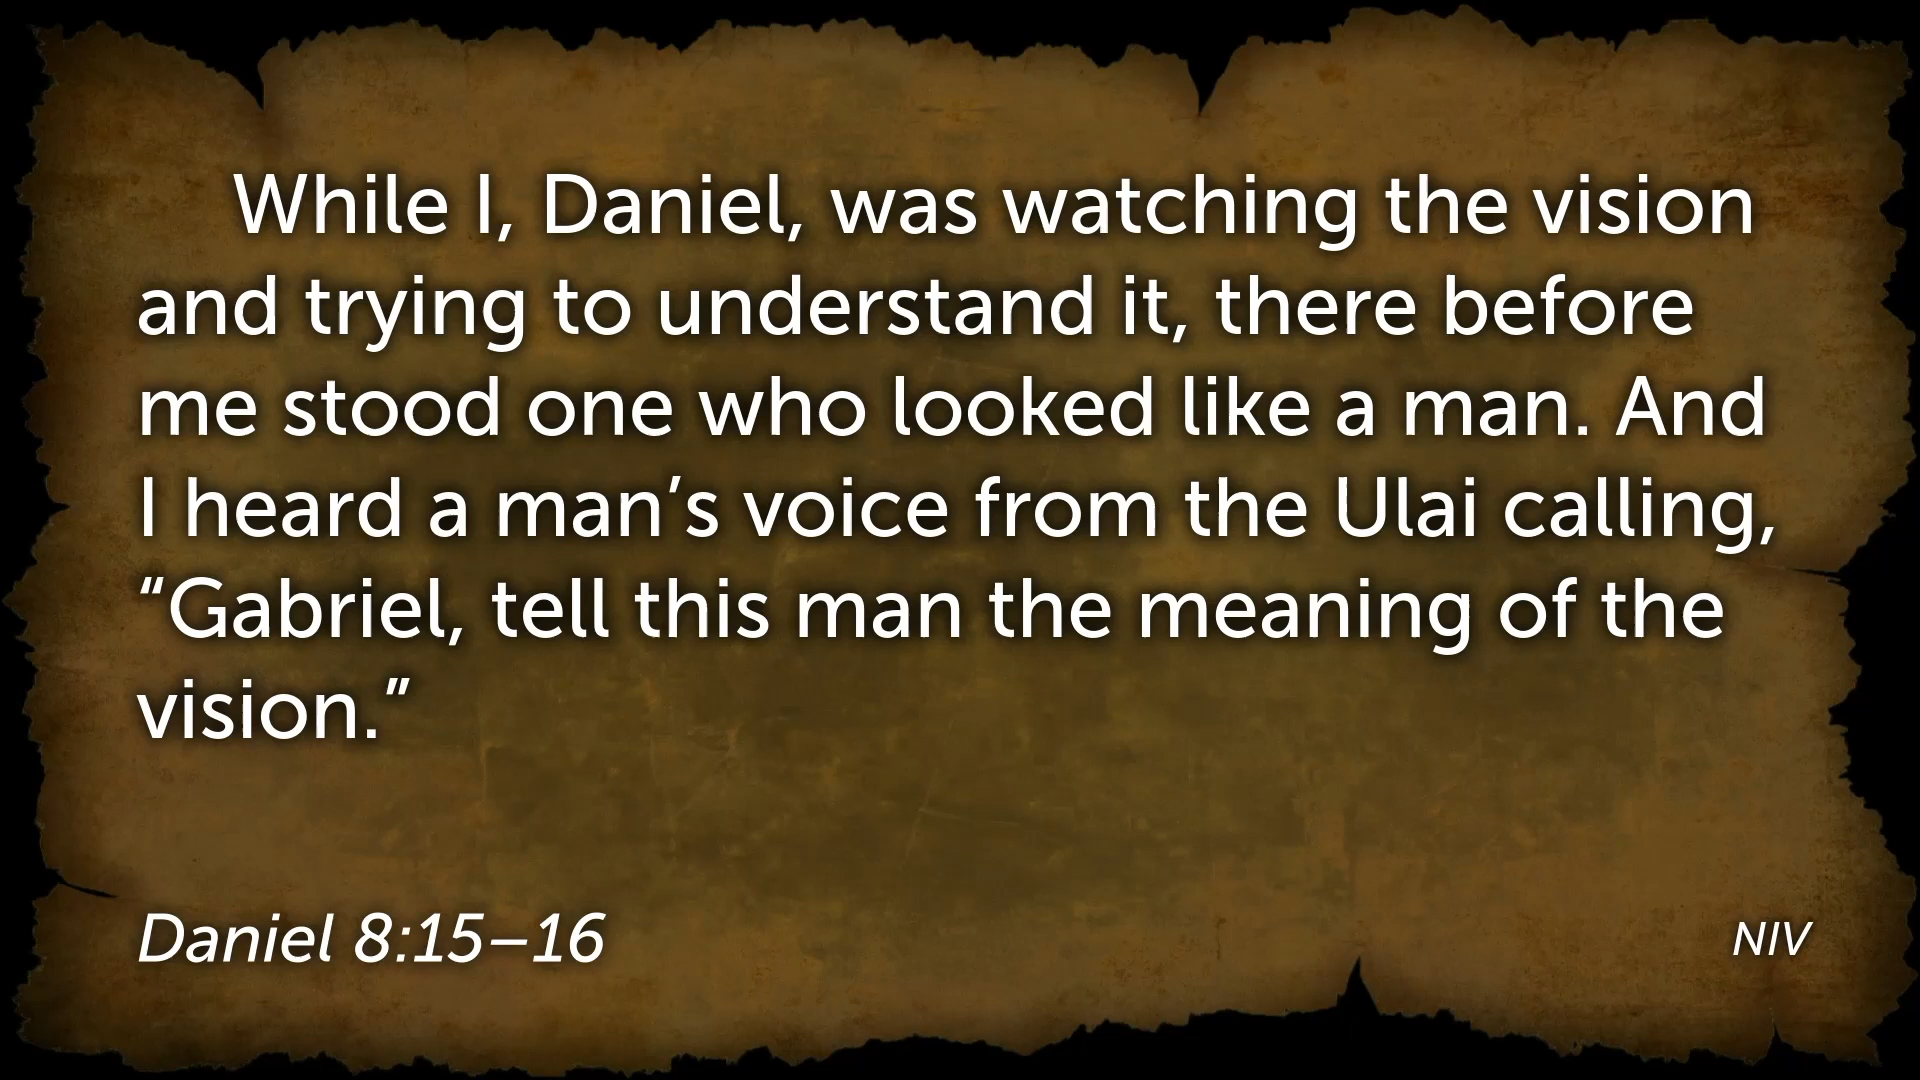 While I, Daniel, was watching the vision
and trying to understand it, there before
me stood one who looked like a man. And
I heard a man’s voice from the Ulai calling,
“Gabriel, tell this man the meaning of the
vision.”
Daniel 8:15–16
NIV